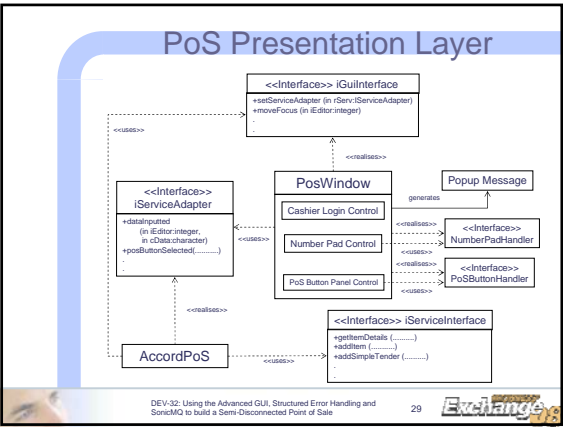 PoS Presentation Layer
<<Interface>> iGuiInterface
+setServiceAdapter (in rServ:IServiceAdapter)
+moveFocus (in iEditor:integer)
.
.
<<uses>>
<<realises>>
<<Interface>>
iServiceAdapter
+dataInputted
(in iEditor:integer,
in cData:character)
+posButtonSelected(..........)
.
.
<<uses>>
PosWindow
Cashier Login Control
Number Pad Control
PoS Button Panel Control
generates
Popup Message
<<realises>>
<<Interface>>
NumberPadHandler
<<uses>>
<<realises>>
<<Interface>>
PoSButtonHandler
<<uses>>
<<realises>>
<<Interface>> iServiceInterface
+getItemDetails (..........)
+addItem (...........)
+addSimpleTender (..........)
.
.
AccordPoS
<<uses>>
DEV-32: Using the Advanced GUI, Structured Error Handling and
SonicMQ to build a Semi-Disconnected Point of Sale
29
Exchange 08